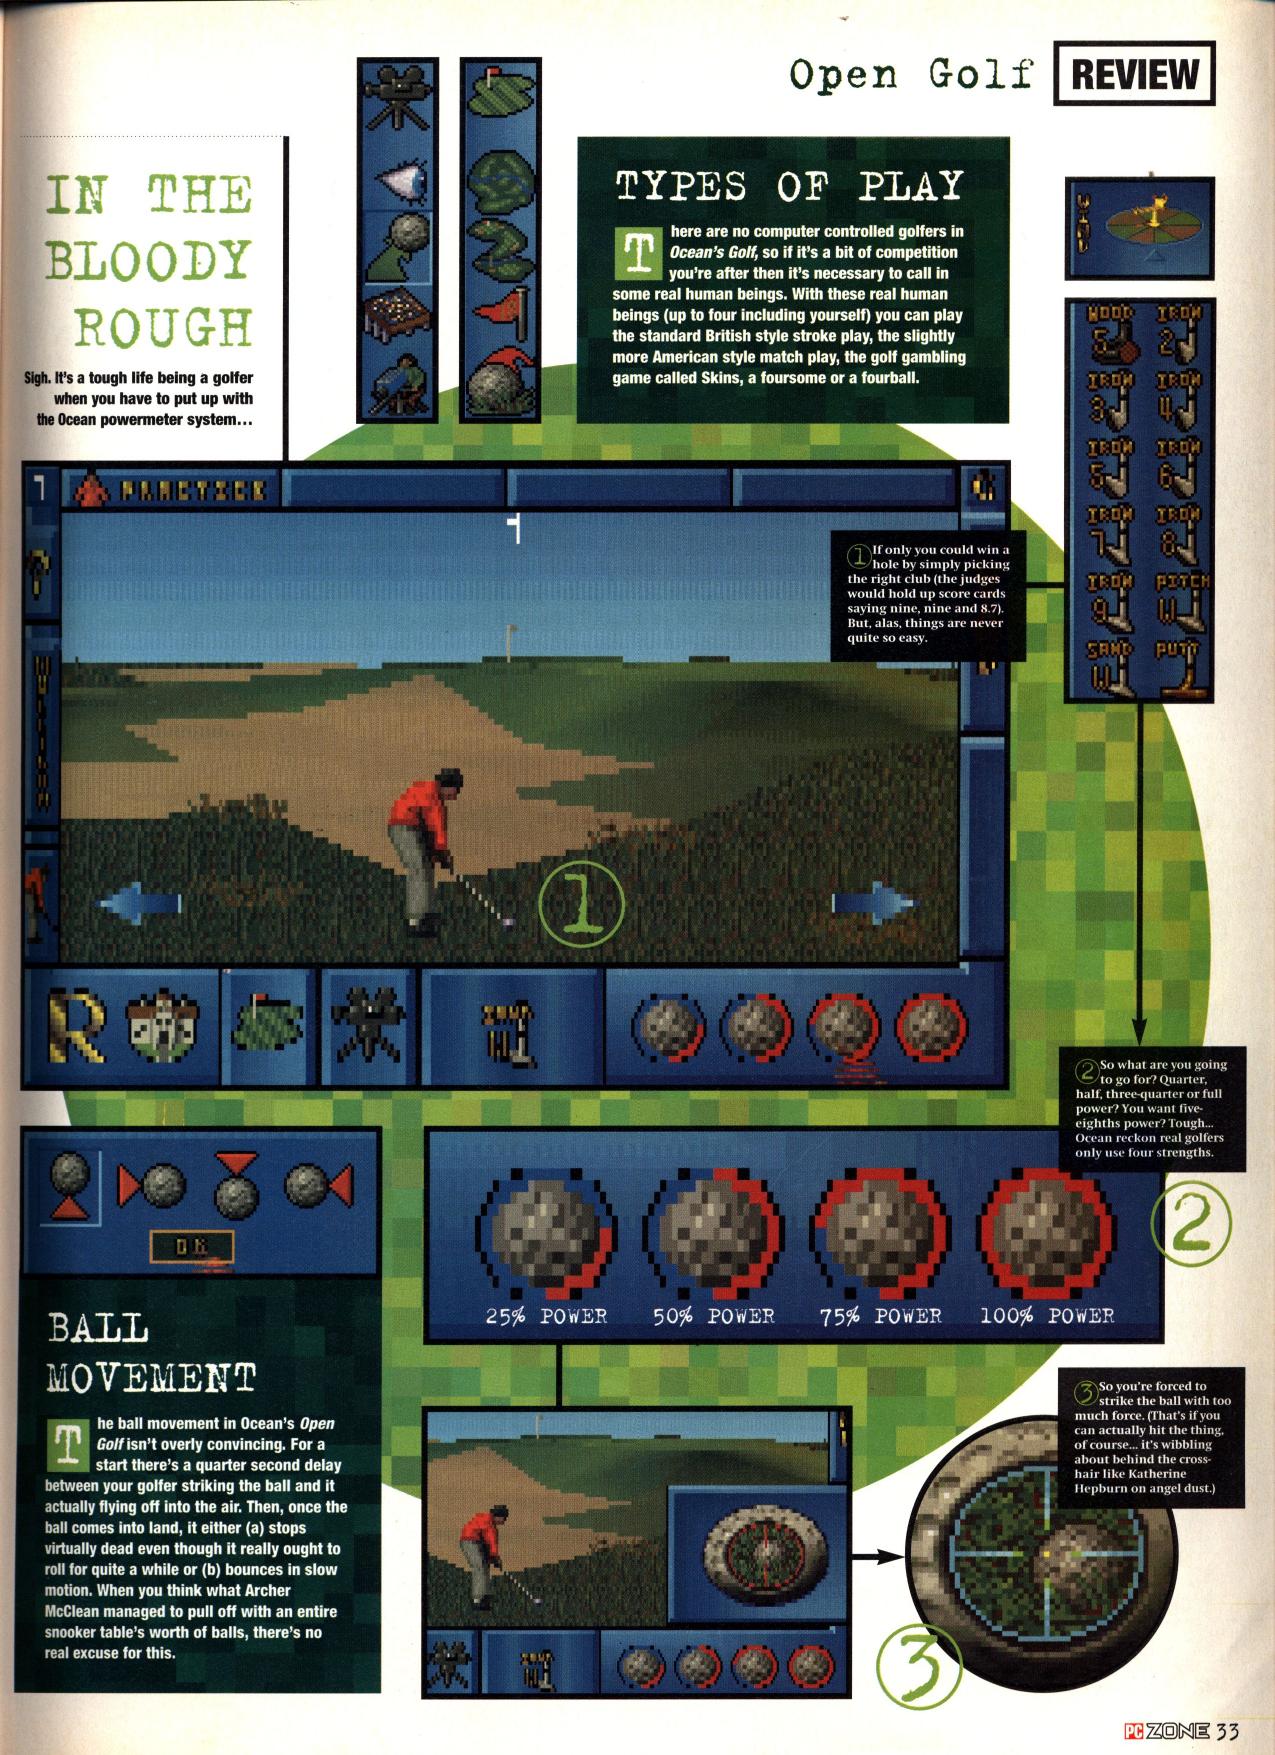 Open Golf REVIEW
IN THE
BLOODY
ROUGH
Sigh. It's a tough life being a golfer
when you have to put up with
the Ocean powermeter system...
TYPES OF PLAY
There are no computer controlled golfers in
Ocean's Golf, so if it's a bit of competition
you're after then it's necessary to call in
some real human beings. With these real human
beings (up to four including yourself) you can play
the standard British style stroke play, the slightly
more American style match play, the golf gambling
game called Skins, a foursome or a fourball.
WIND
WOOD IRON
5 2
IRON IRON
3 4
IRON IRON
5 6
IRON IRON
7 8
IRON PITCH
9 W
SAND PUTT
W
1 PRACTICE
1 If only you could win a
hole by simply picking
the right club (the judges
would hold up score cards
saying nine, nine and 8.7).
But, alas, things are never
quite so easy.
1
R
2 So what are you going
to go for? Quarter,
half, three-quarter or full
power? You want five-
eighths power? Tough...
Ocean reckon real golfers
only use four strengths.
OK
25% POWER 50% POWER 75% POWER 100% POWER
2
BALL
MOVEMENT
The ball movement in Ocean's Open
Golf isn't overly convincing. For a
start there's a quarter second delay
between your golfer striking the ball and it
actually flying off into the air. Then, once the
ball comes into land, it either (a) stops
virtually dead even though it really ought to
roll for quite a while or (b) bounces in slow
motion. When you think what Archer
McClean managed to pull off with an entire
snooker table's worth of balls, there's no
real excuse for this.
3 So you're forced to
strike the ball with too
much force. (That's if you
can actually hit the thing,
of course... it's wibbling
about behind the cross-
hair like Katherine
Hepburn on angel dust.)
3
PC ZONE 33